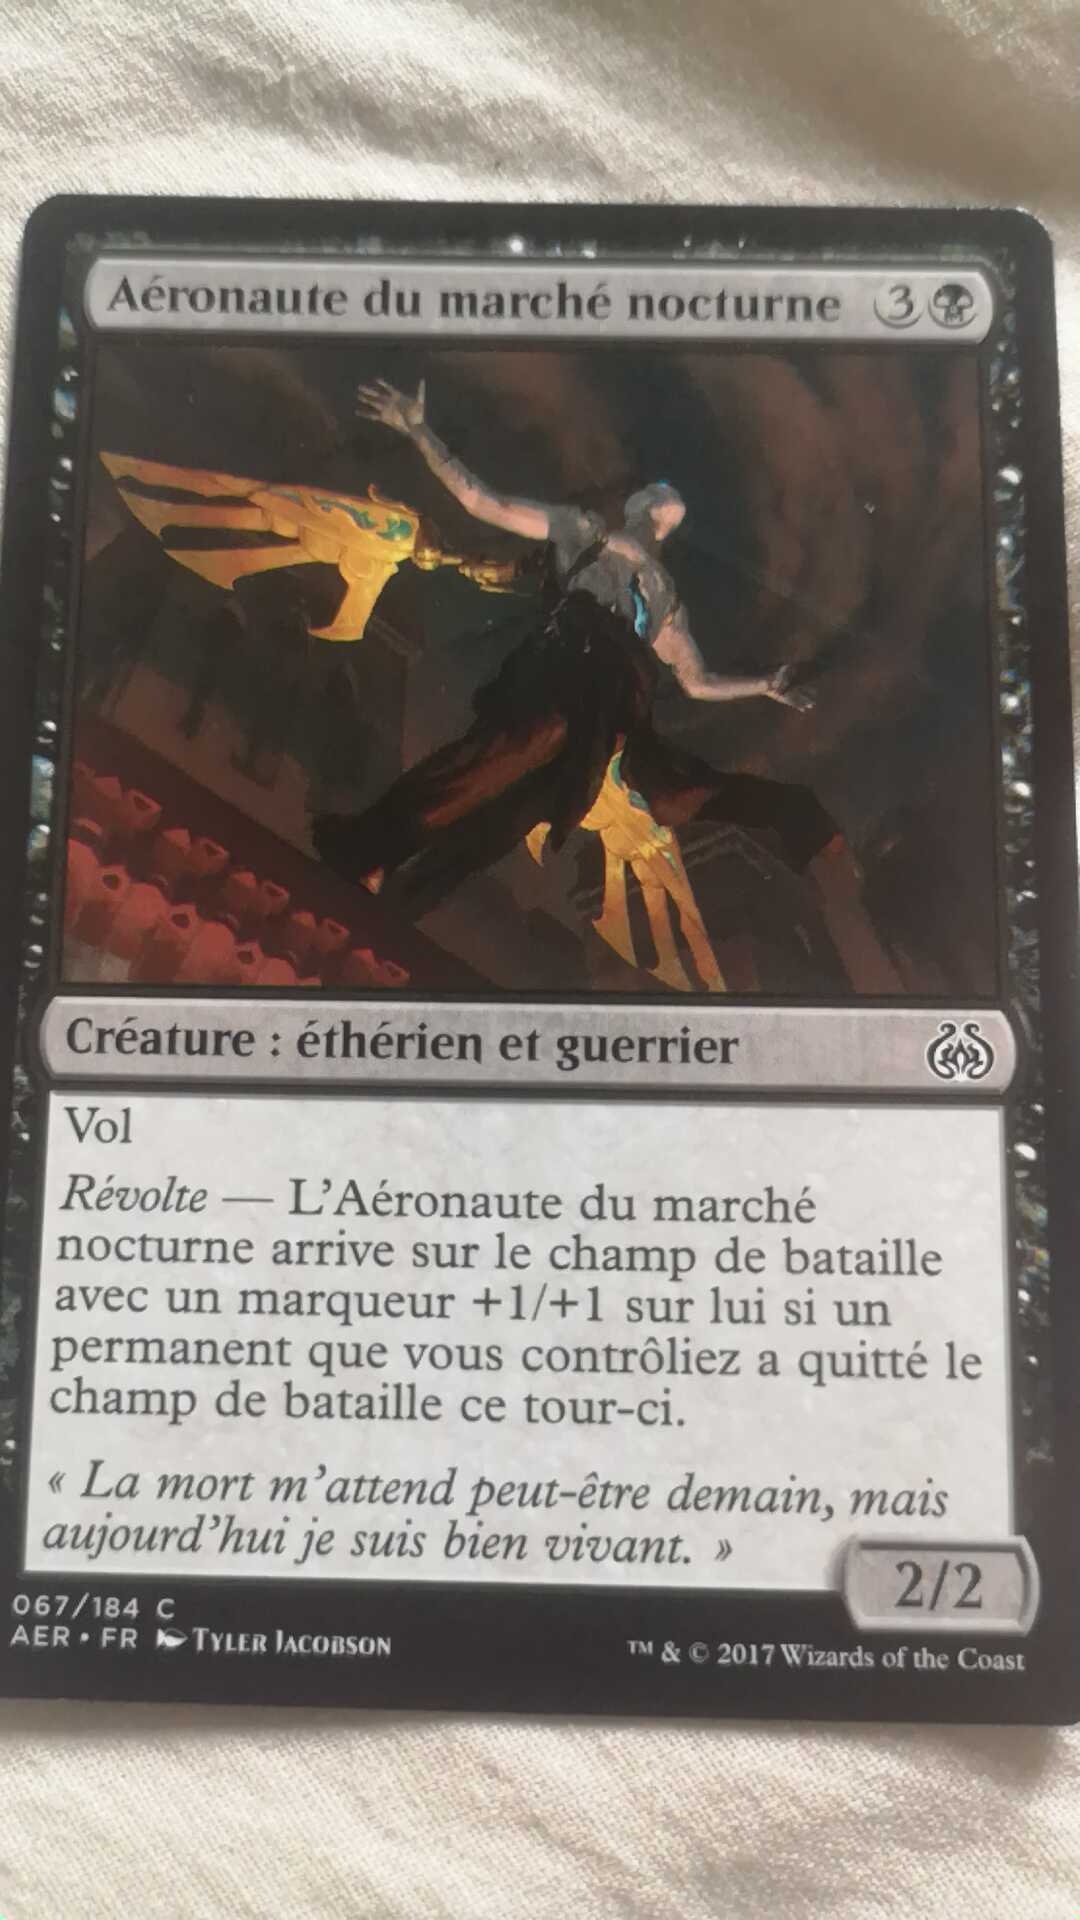 Aéronaute du marché nocturne 3
Créature : éthérien et guerrier
Vol
Révolte — L'Aéronaute du marché
nocturne arrive sur le champ de bataille
avec un marqueur +1/+1 sur lui si un
permanent que vous contrôliez a quitté le
champ de bataille ce tour-ci.
« La mort m'attend peut-être demain, mais
aujourd'hui je suis bien vivant. »
2/2
067/184 C
AER • FR TYLER JACOBSON
™ & © 2017 Wizards of the Coast